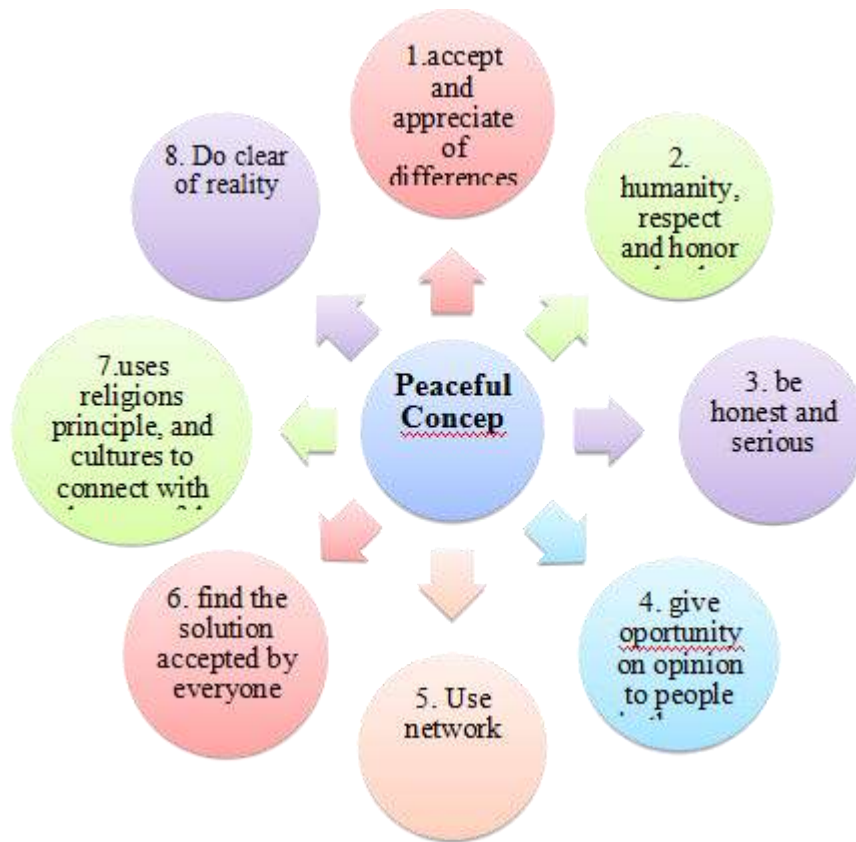 Peaceful
Concep
1.accept
and
appreciate
of
differences
2.
humanity,
respect
and honor
3. be
honest and
serious
4. give
oportunity
on opinion
to people
5. Use
network
6. find the
solution
accepted by
everyone
7.uses
religions
principle, and
cultures to
connect with
8. Do clear
of reality